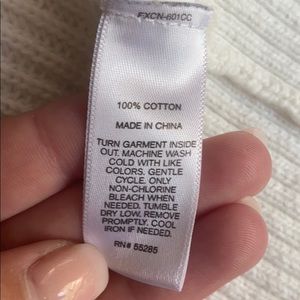 FXCN-601CC
100% COTTON
MADE IN CHINA
TURN GARMENT INSIDE
OUT. MACHINE WASH
COLD WITH LIKE
COLORS. GENTLE
CYCLE. ONLY
NON-CHLORINE
BLEACH WHEN
NEEDED. TUMBLE
DRY LOW. REMOVE
PROMPTLY. COOL
IRON IF NEEDED.
RN# 55285